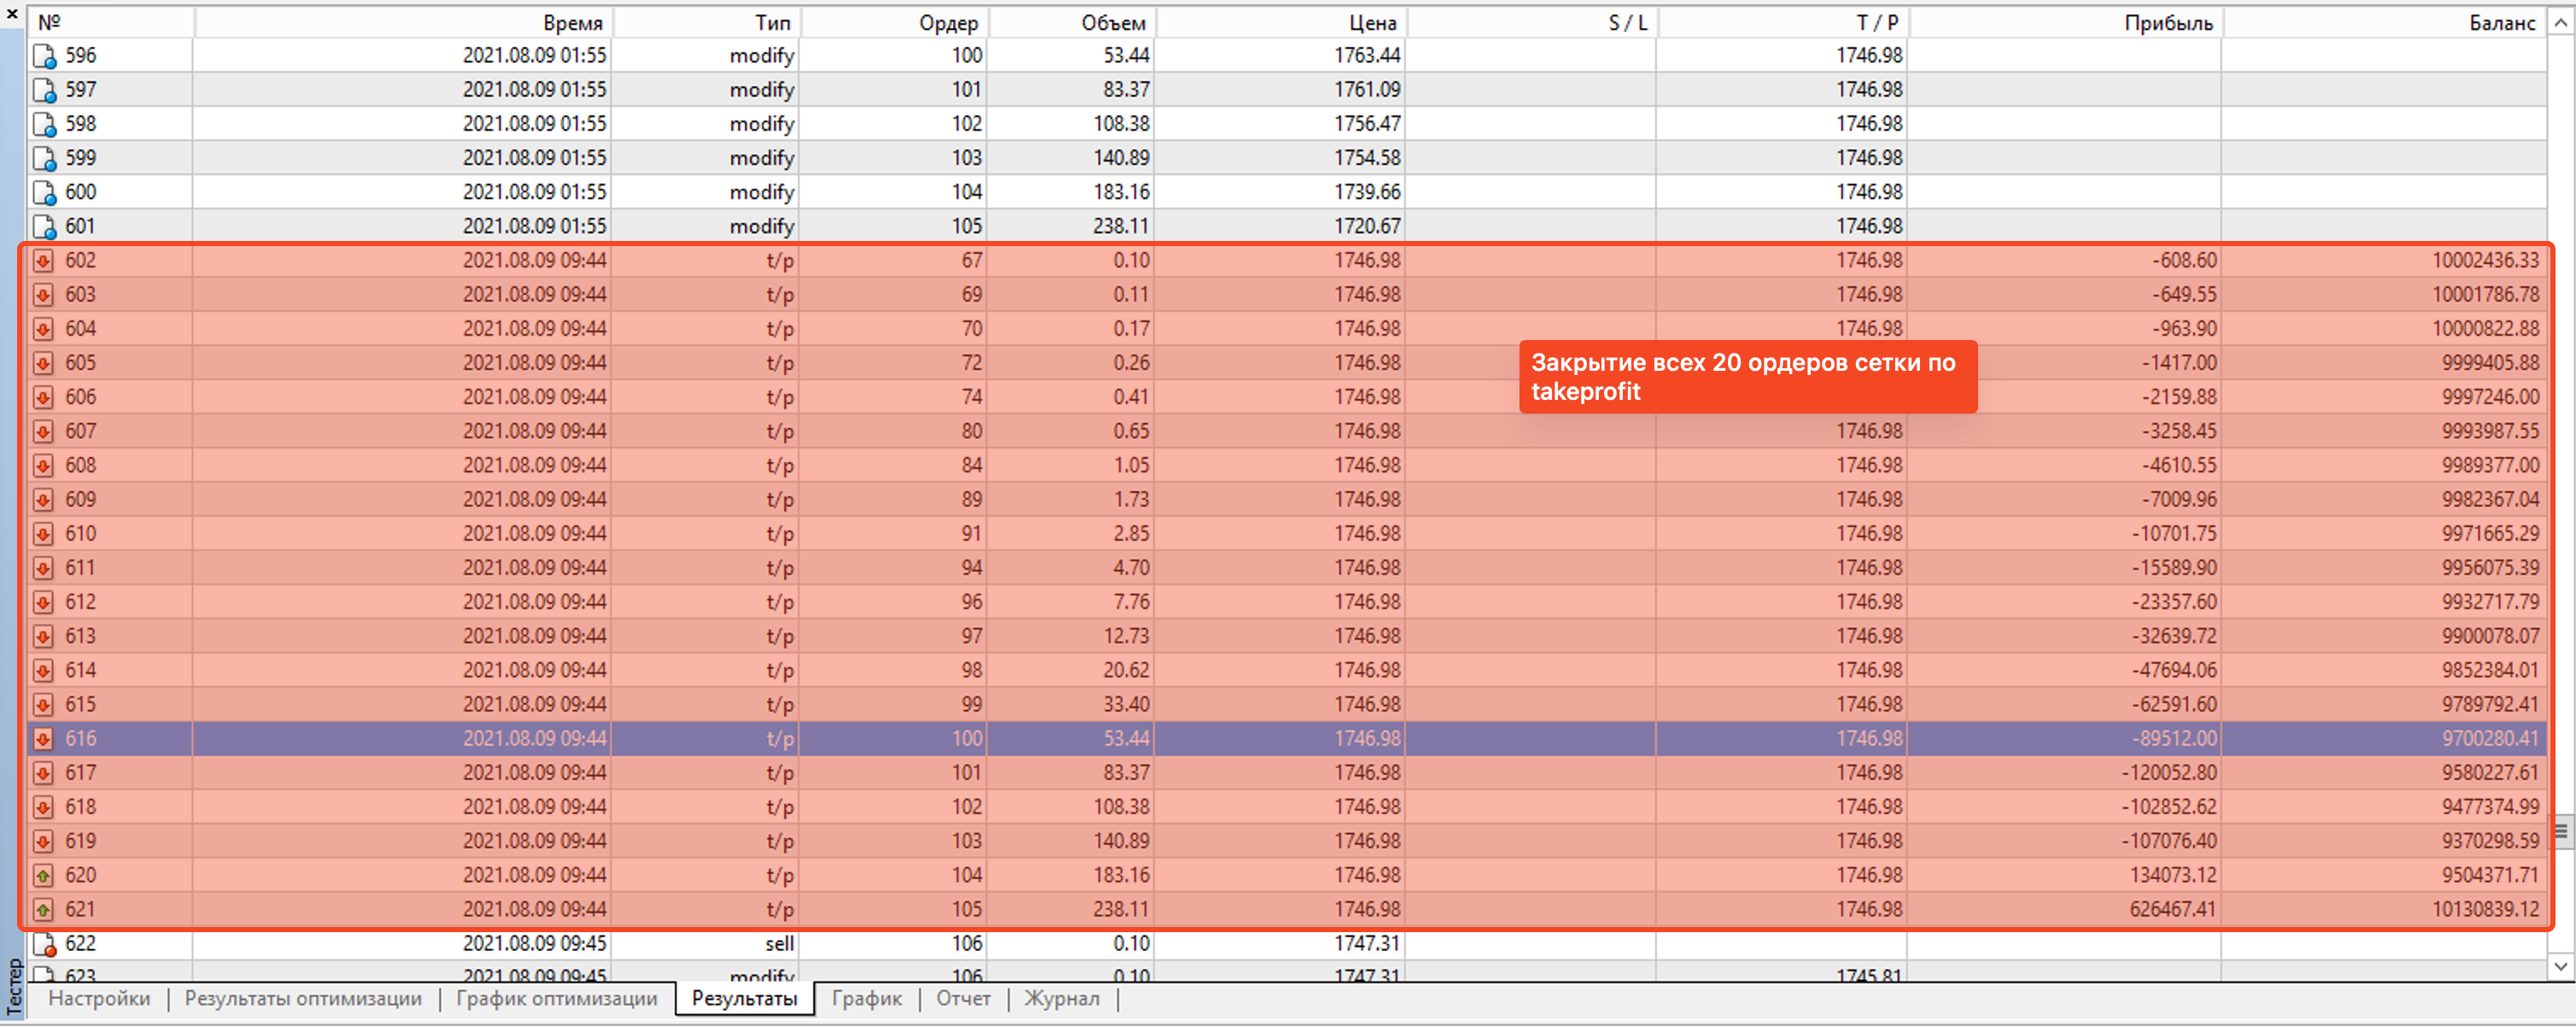 № Время Тип Ордер Объем Цена S / L T / P Прибыль Баланс
596 2021.08.09 01:55 modify 100 53.44 1763.44 1746.98
597 2021.08.09 01:55 modify 101 83.37 1761.09 1746.98
598 2021.08.09 01:55 modify 102 108.38 1756.47 1746.98
599 2021.08.09 01:55 modify 103 140.89 1754.58 1746.98
600 2021.08.09 01:55 modify 104 183.16 1739.66 1746.98
601 2021.08.09 01:55 modify 105 238.11 1720.67 1746.98
602 2021.08.09 09:44 t/p 67 0.10 1746.98 1746.98 -608.60 10002436.33
603 2021.08.09 09:44 t/p 69 0.11 1746.98 1746.98 -649.55 10001786.78
604 2021.08.09 09:44 t/p 70 0.17 1746.98 1746.98 -963.90 10000822.88
605 2021.08.09 09:44 t/p 72 0.26 1746.98 -1417.00 9999405.88
Закрытие всех 20 ордеров сетки по
takeprofit
606 2021.08.09 09:44 t/p 74 0.41 1746.98 -2159.88 9997246.00
607 2021.08.09 09:44 t/p 80 0.65 1746.98 1746.98 -3258.45 9993987.55
608 2021.08.09 09:44 t/p 84 1.05 1746.98 1746.98 -4610.55 9989377.00
609 2021.08.09 09:44 t/p 89 1.73 1746.98 1746.98 -7009.96 9982367.04
610 2021.08.09 09:44 t/p 91 2.85 1746.98 1746.98 -10701.75 9971665.29
611 2021.08.09 09:44 t/p 94 4.70 1746.98 1746.98 -15589.90 9956075.39
612 2021.08.09 09:44 t/p 96 7.76 1746.98 1746.98 -23357.60 9932717.79
613 2021.08.09 09:44 t/p 97 12.73 1746.98 1746.98 -32639.72 9900078.07
614 2021.08.09 09:44 t/p 98 20.62 1746.98 1746.98 -47694.06 9852384.01
615 2021.08.09 09:44 t/p 99 33.40 1746.98 1746.98 -62591.60 9789792.41
616 2021.08.09 09:44 t/p 100 53.44 1746.98 1746.98 -89512.00 9700280.41
617 2021.08.09 09:44 t/p 101 83.37 1746.98 1746.98 -120052.80 9580227.61
618 2021.08.09 09:44 t/p 102 108.38 1746.98 1746.98 -102852.62 9477374.99
619 2021.08.09 09:44 t/p 103 140.89 1746.98 1746.98 -107076.40 9370298.59
620 2021.08.09 09:44 t/p 104 183.16 1746.98 1746.98 134073.12 9504371.71
621 2021.08.09 09:44 t/p 105 238.11 1746.98 1746.98 626467.41 10130839.12
622 2021.08.09 09:45 sell 106 0.10 1747.31
623 2021.08.09 09:45 modify 106 0.10 1747.31 1745.81
Тестер
Настройки | Результаты оптимизации | График оптимизации | Результаты | График | Отчет | Журнал |